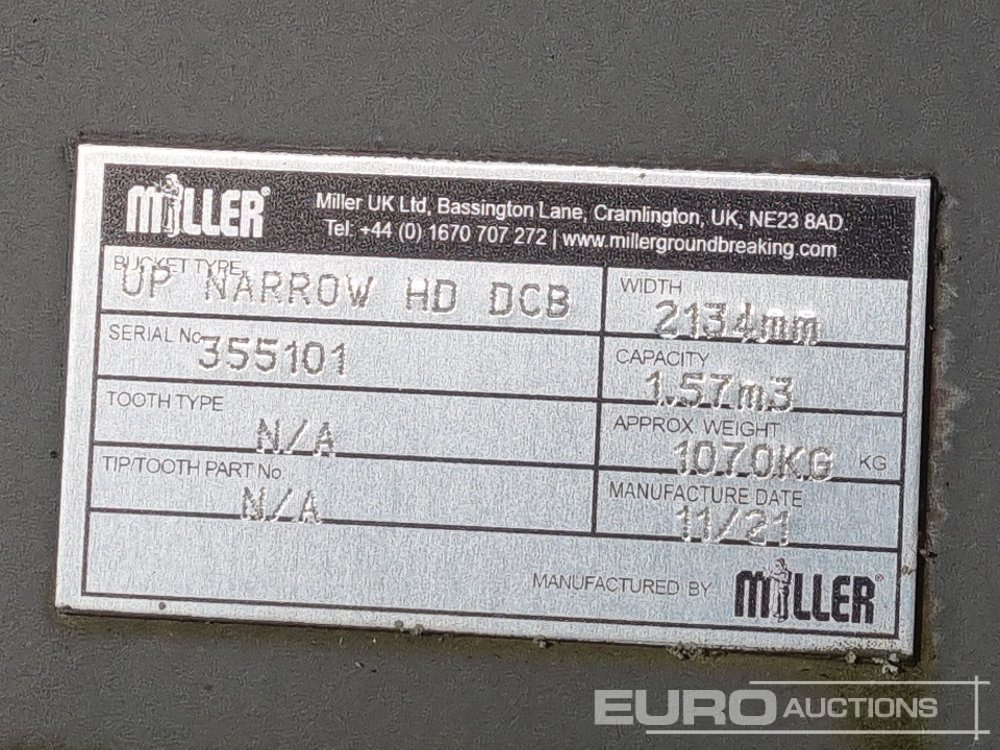 MILLER®
Miller UK Ltd, Bassington Lane, Cramlington, UK, NE23 8AD.
Tel: +44 (0) 1670 707 272 | www.millergroundbreaking.com
BUCKET TYPE
UP NARROW HD DCB
WIDTH
2134mm
SERIAL No
355101
CAPACITY
1.57m3
TOOTH TYPE
N/A
APPROX WEIGHT
1070KG KG
TIP/TOOTH PART No
N/A
MANUFACTURE DATE
11/21
MANUFACTURED BY MILLER®
EURO AUCTIONS